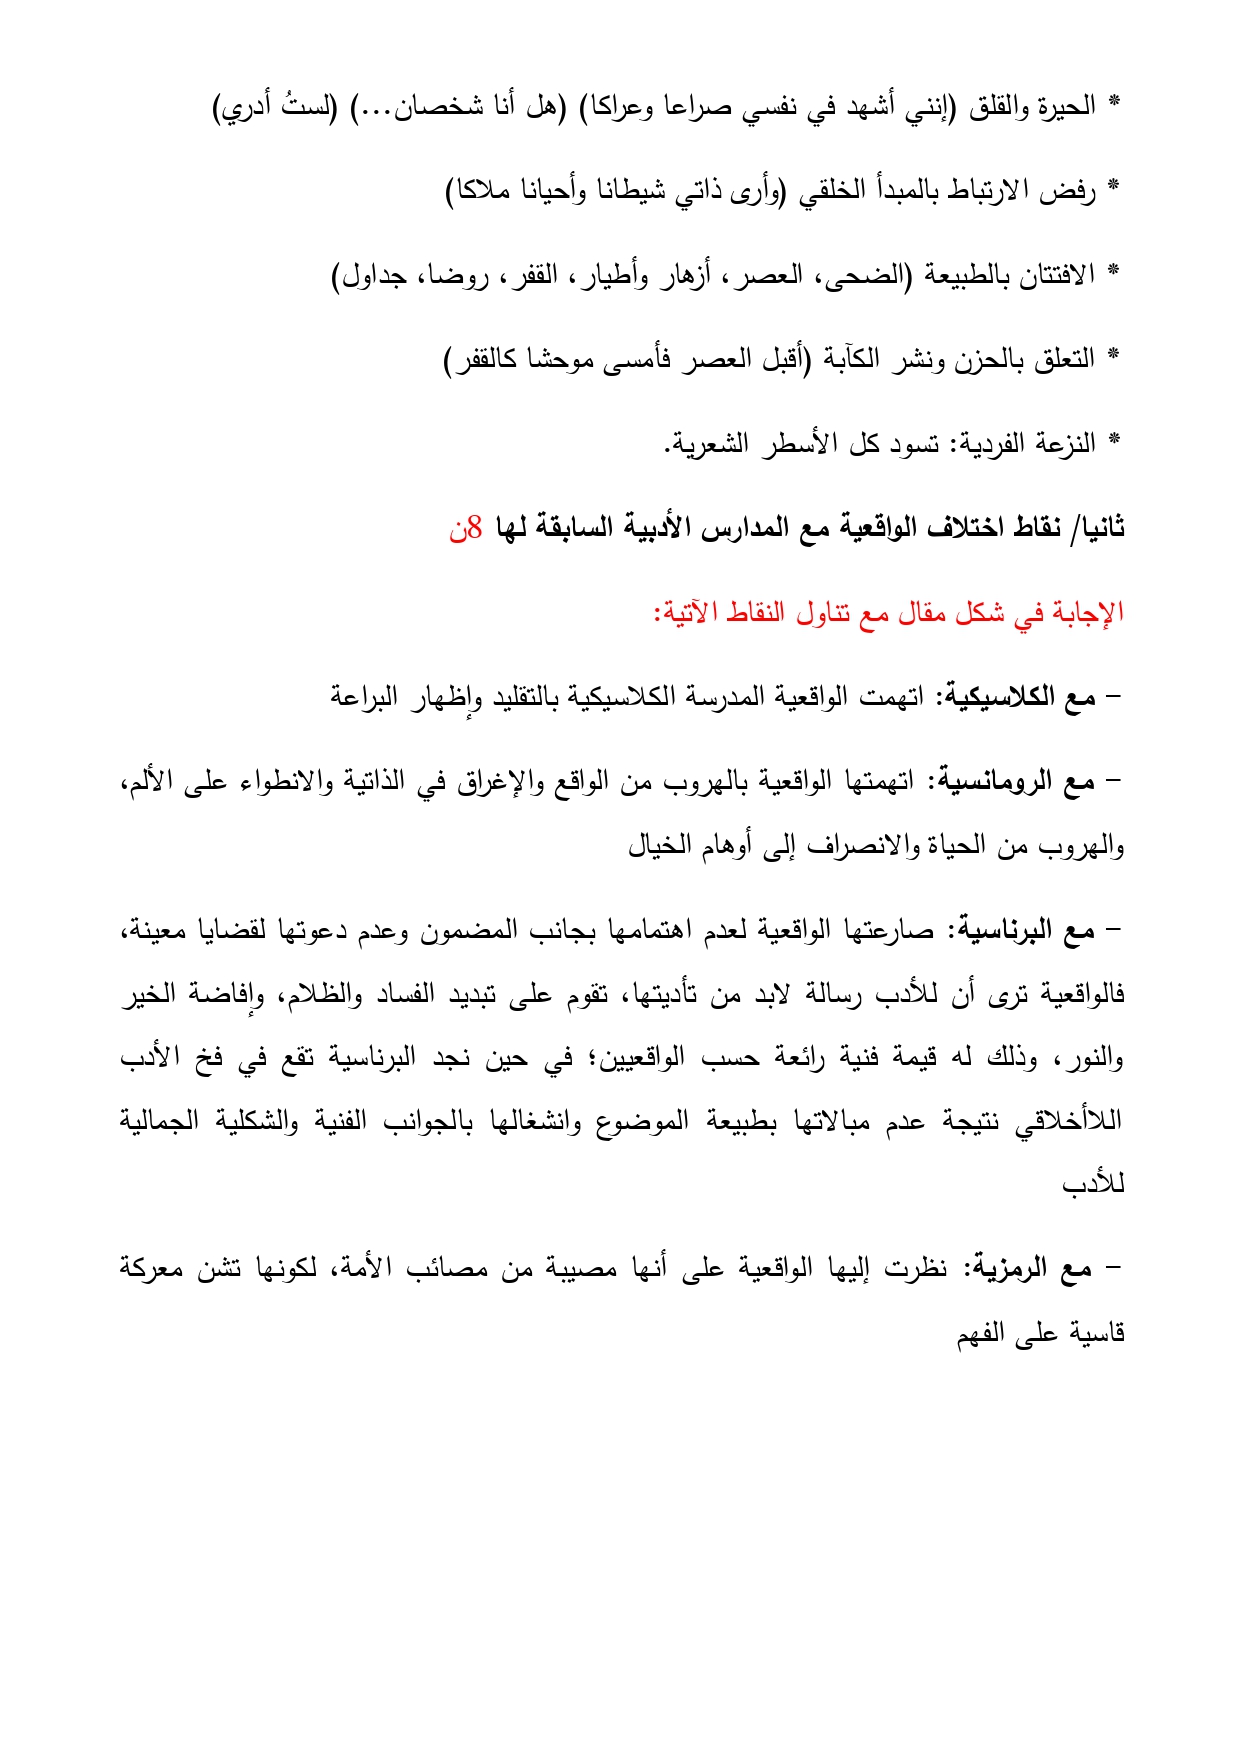 * الحيرة والقلق (إنني أشهد في نفسي صراعا وعراكا) (هل أنا شخصان...) (لستُ أدري)
* رفض الارتباط بالمبدأ الخلقي (وأرى ذاتي شيطانا وأحيانا ملاكا)
* الافتتان بالطبيعة (الضحى، العصر، أزهار وأطيار، القفر، روضا، جداول)
* التعلق بالحزن ونشر الكآبة (أقبل العصر فأمسى موحشا كالقفر)
* النزعة الفردية: تسود كل الأسطر الشعرية.
ثانيا/ نقاط اختلاف الواقعية مع المدارس الأدبية السابقة لها 8ن
الإجابة في شكل مقال مع تناول النقاط الآتية:
– مع الكلاسيكية: اتهمت الواقعية المدرسة الكلاسيكية بالتقليد وإظهار البراعة
– مع الرومانسية: اتهمتها الواقعية بالهروب من الواقع والإغراق في الذاتية والانطواء على الألم،
والهروب من الحياة والانصراف إلى أوهام الخيال
– مع البرناسية: صارعتها الواقعية لعدم اهتمامها بجانب المضمون وعدم دعوتها لقضايا معينة،
فالواقعية ترى أن للأدب رسالة لابد من تأديتها، تقوم على تبديد الفساد والظلام، وإفاضة الخير
والنور، وذلك له قيمة فنية رائعة حسب الواقعيين؛ في حين نجد البرناسية تقع في فخ الأدب
اللاأخلاقي نتيجة عدم مبالاتها بطبيعة الموضوع وانشغالها بالجوانب الفنية والشكلية الجمالية
للأدب
– مع الرمزية: نظرت إليها الواقعية على أنها مصيبة من مصائب الأمة، لكونها تشن معركة
قاسية على الفهم